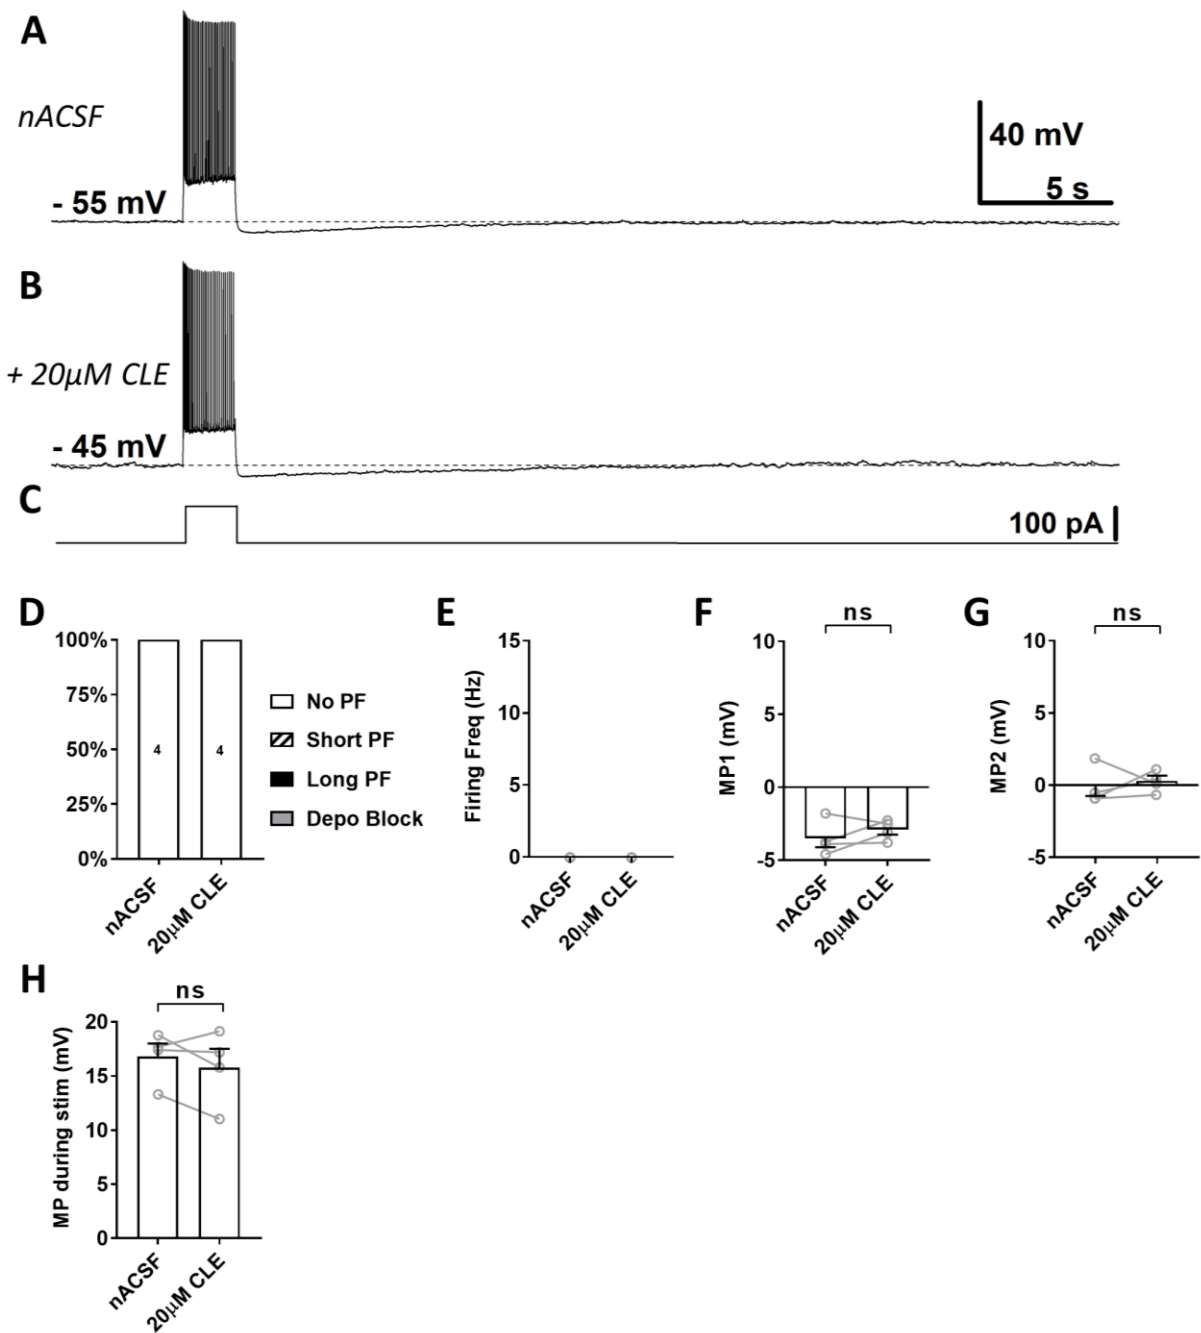 A
nACSF
40 mV
5 s
- 55 mV
B
+ 20µM CLE
- 45 mV
C
100 pA
D
100%
75%
50%
25%
0%
4
4
nACSF
20µM CLE
No PF
Short PF
Long PF
Depo Block
E
Firing Freq (Hz)
15
10
5
0
nACSF
20µM CLE
F
ns
MP1 (mV)
10
5
0
-5
nACSF
20µM CLE
G
ns
MP2 (mV)
10
5
0
-5
nACSF
20µM CLE
H
ns
MP during stim (mV)
20
15
10
5
0
nACSF
20µM CLE